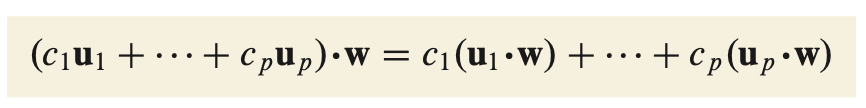 (c₁u₁ + ⋯ + cₚuₚ)·w = c₁(u₁·w) + ⋯ + cₚ(uₚ·w)